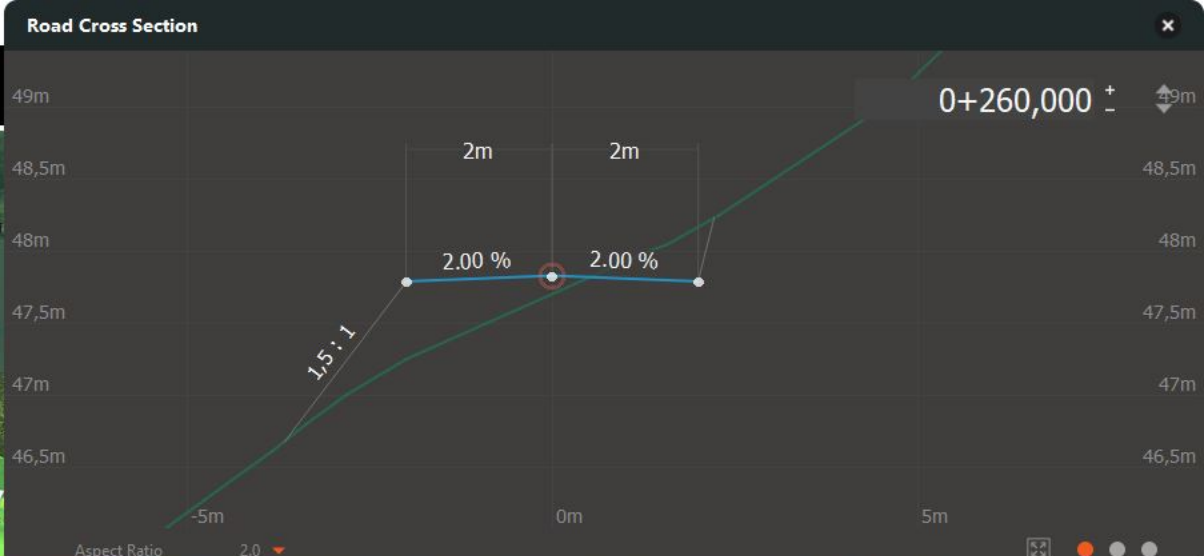 Road Cross Section
49m
0+260,000 + −
49m
2m
2m
48,5m
48,5m
48m
48m
2.00 %
2.00 %
47,5m
47,5m
1,5 : 1
47m
47m
46,5m
46,5m
-5m
0m
5m
Aspect Ratio
2.0